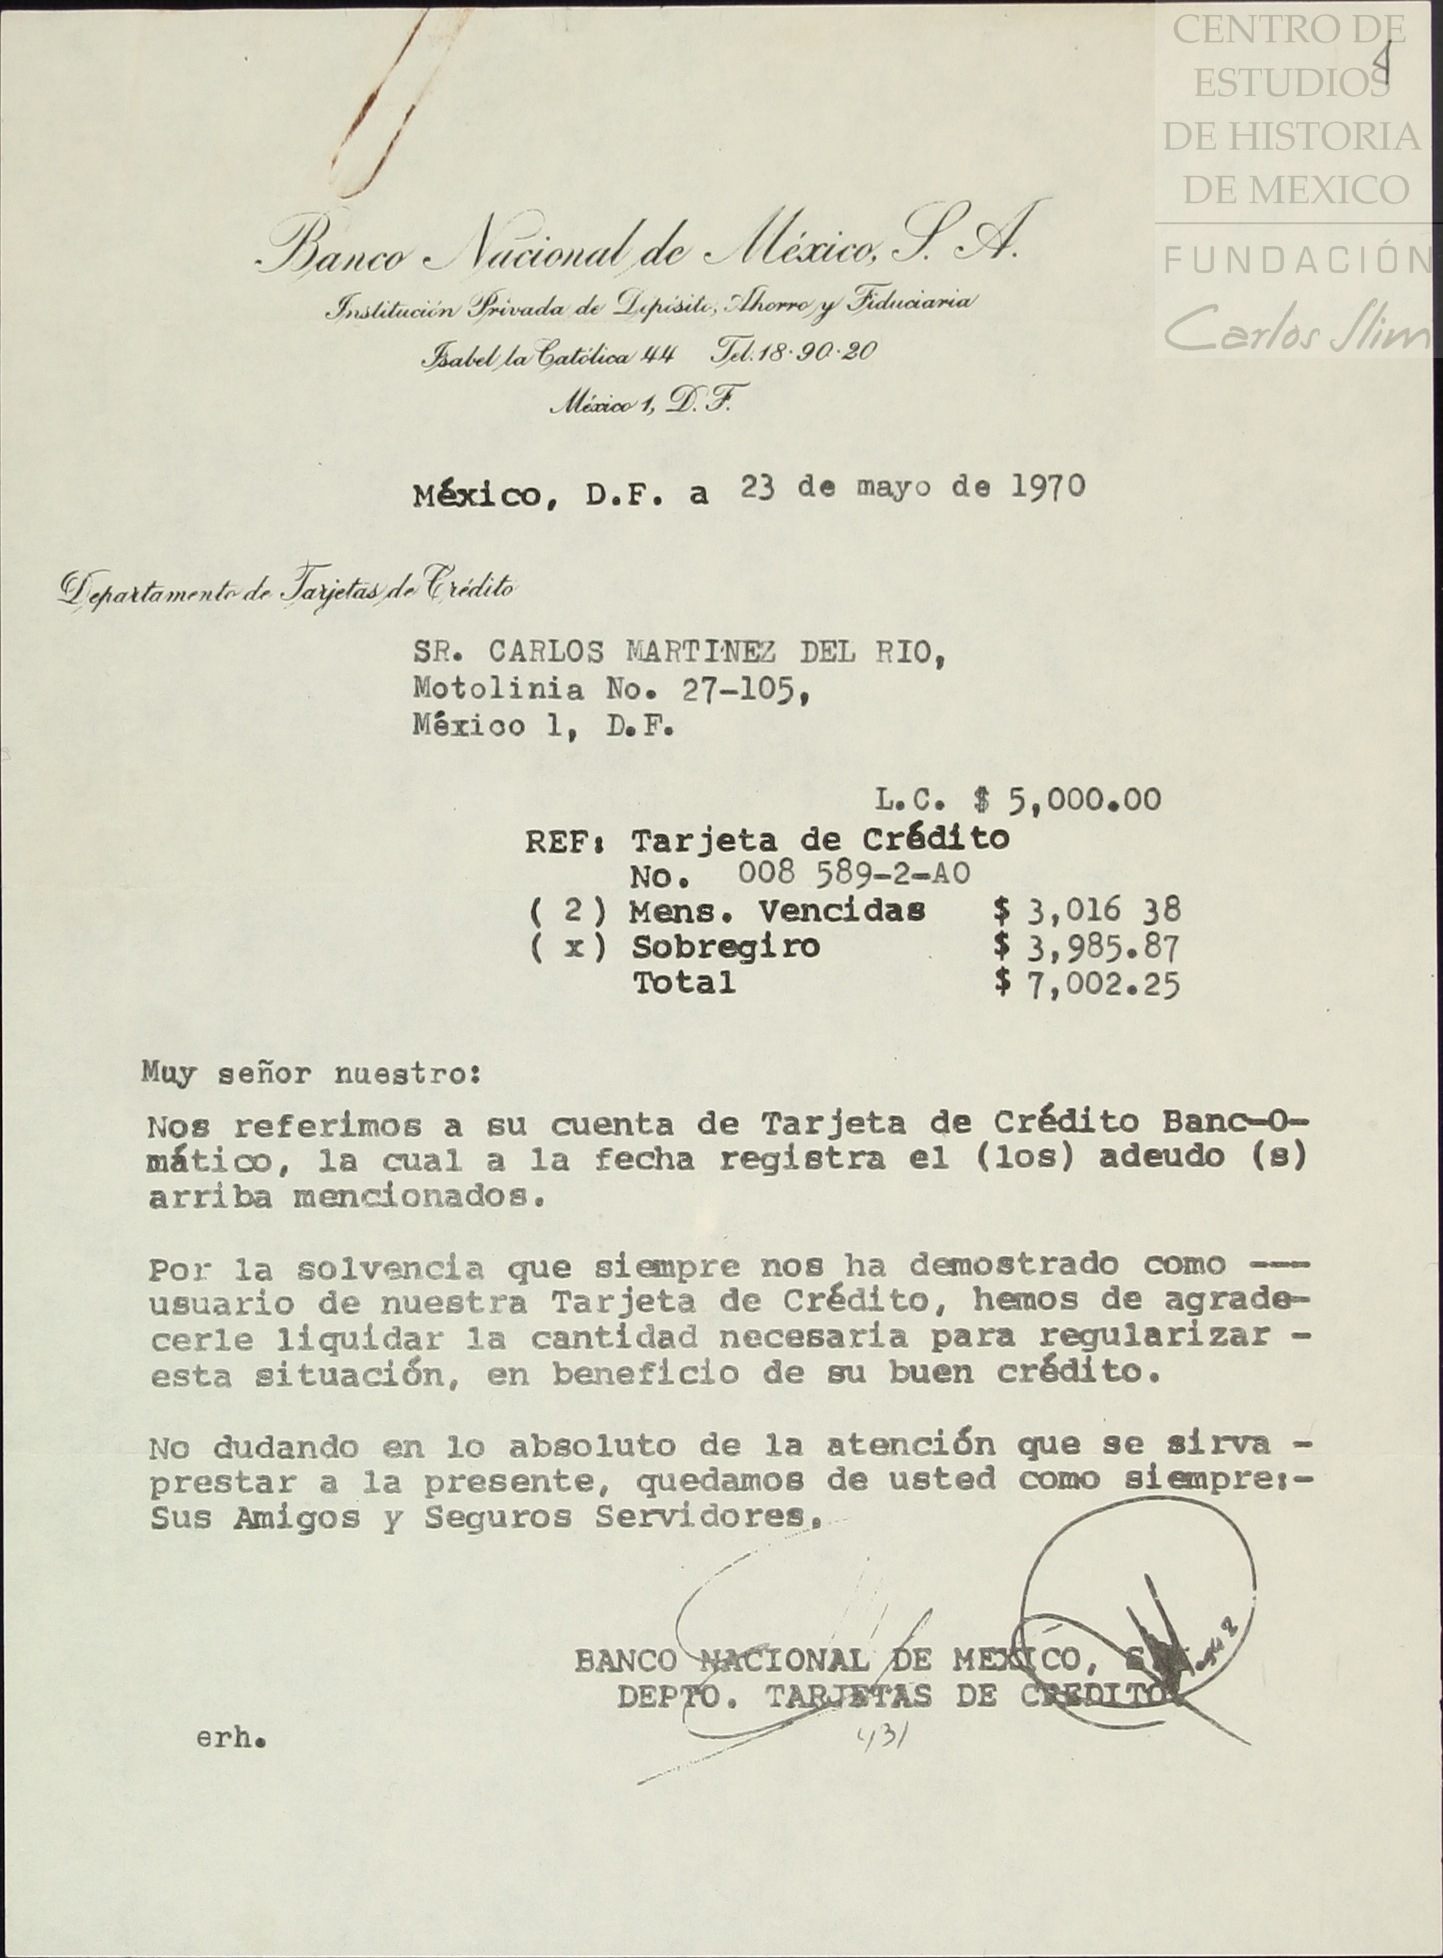 CENTRO DE
ESTUDIOS
DE HISTORIA
DE MEXICO
FUNDACIÓN
Carlos Slim
Banco Nacional de México, S. A.
Institución Privada de Depósito, Ahorro y Fiduciaria
Isabel la Católica 44 Tel. 18-90-20
México 1, D. F.
México, D.F. a 23 de mayo de 1970
Departamento de Tarjetas de Crédito
SR. CARLOS MARTINEZ DEL RIO,
Motolinia No. 27-105,
México 1, D.F.
L.C. $ 5,000.00
REF: Tarjeta de Crédito
No. 008 589-2-AO
( 2 ) Mens. Vencidas $ 3,016 38
( x ) Sobregiro $ 3,985.87
Total $ 7,002.25
Muy señor nuestro:
Nos referimos a su cuenta de Tarjeta de Crédito Banc-O-
mático, la cual a la fecha registra el (los) adeudo (s)
arriba mencionados.
Por la solvencia que siempre nos ha demostrado como ---
usuario de nuestra Tarjeta de Crédito, hemos de agrade-
cerle liquidar la cantidad necesaria para regularizar -
esta situación, en beneficio de su buen crédito.
No dudando en lo absoluto de la atención que se sirva -
prestar a la presente, quedamos de usted como siempre:-
Sus Amigos y Seguros Servidores.
BANCO NACIONAL DE MEXICO, S.
DEPTO. TARJETAS DE CREDITO
431
erh.